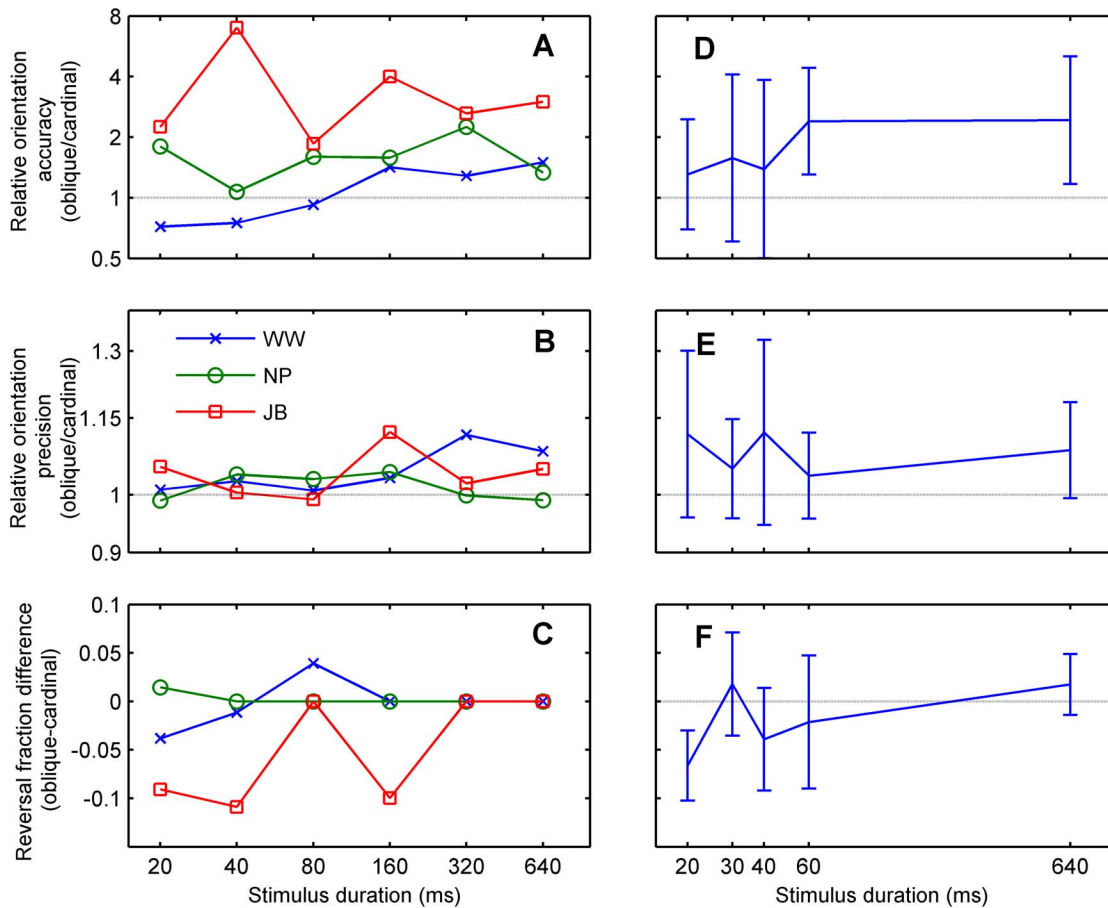 Relative orientation
accuracy
(oblique/cardinal)
8
4
2
1
0.5
A
D
Relative orientation
precision
(oblique/cardinal)
1.3
1.15
1
0.9
WW
NP
JB
B
E
Reversal fraction difference
(oblique-cardinal)
0.1
0.05
0
-0.05
-0.1
C
F
20 40 80 160 320 640
Stimulus duration (ms)
20 30 40 60 640
Stimulus duration (ms)